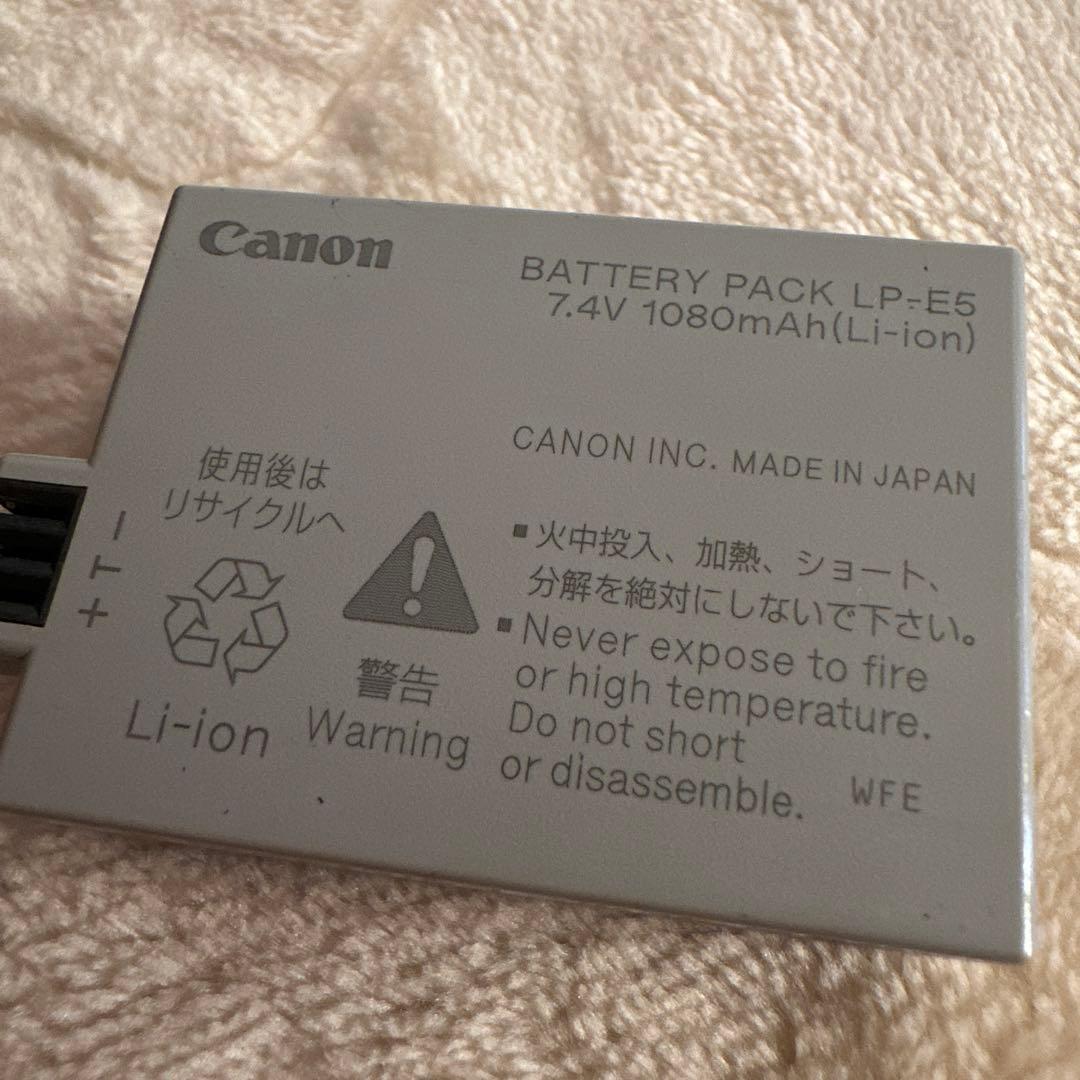 Canon
BATTERY PACK LP-E5
7.4V 1080mAh(Li-ion)
CANON INC. MADE IN JAPAN
使用後は
リサイクルへ
Li-ion
− T +
警告
Warning
▪火中投入、加熱、ショート、
分解を絶対にしないで下さい。
▪Never expose to fire
or high temperature.
Do not short
or disassemble.
WFE